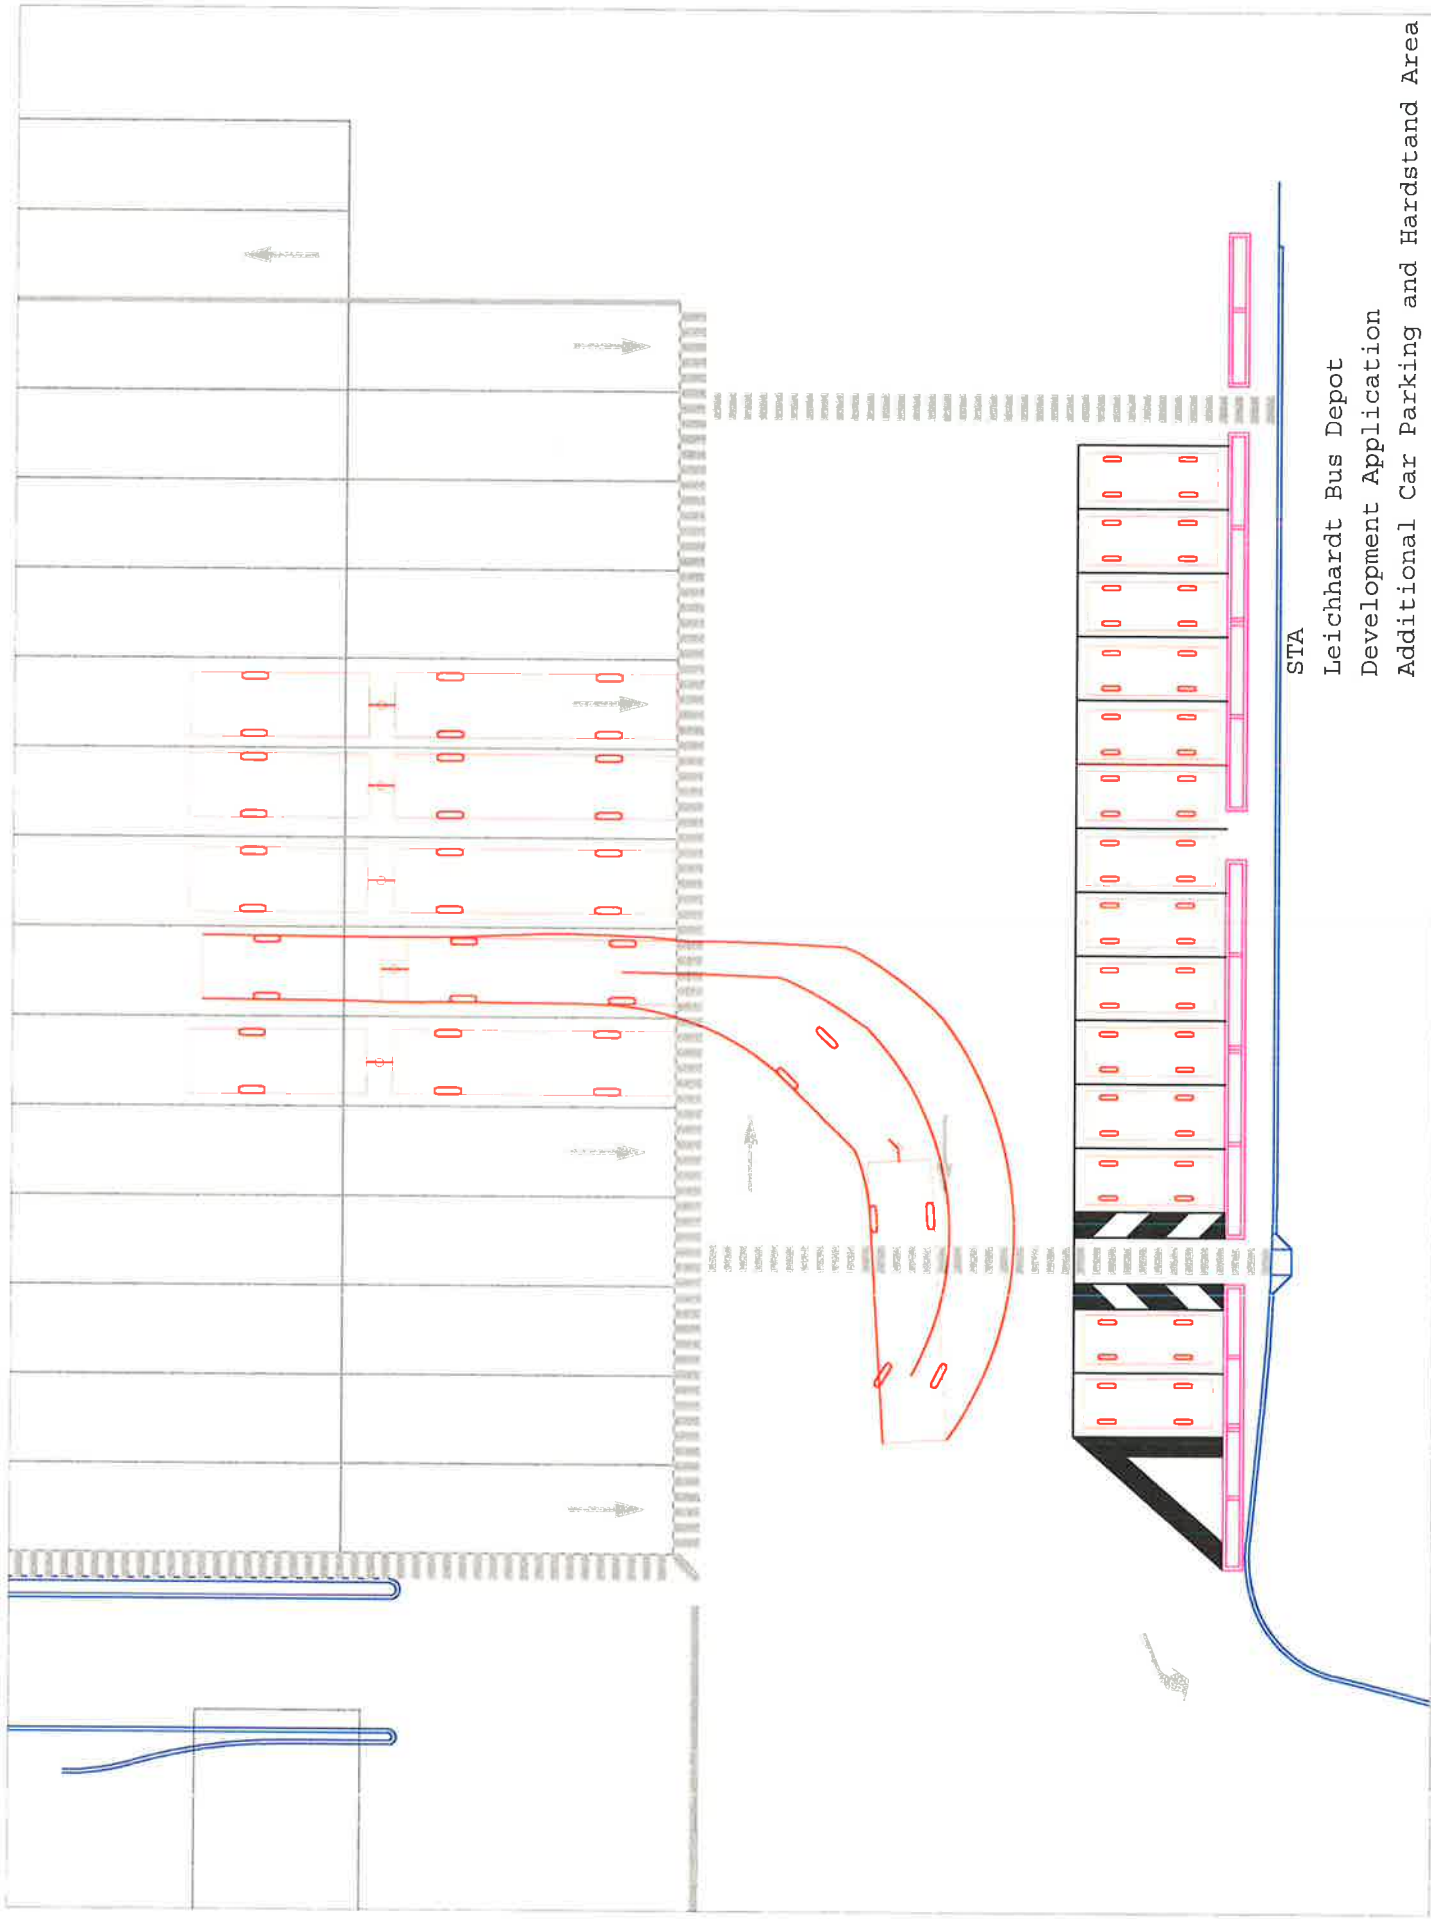 STA
Leichhardt Bus Depot
Development Application
Additional Car Parking and Hardstand Area